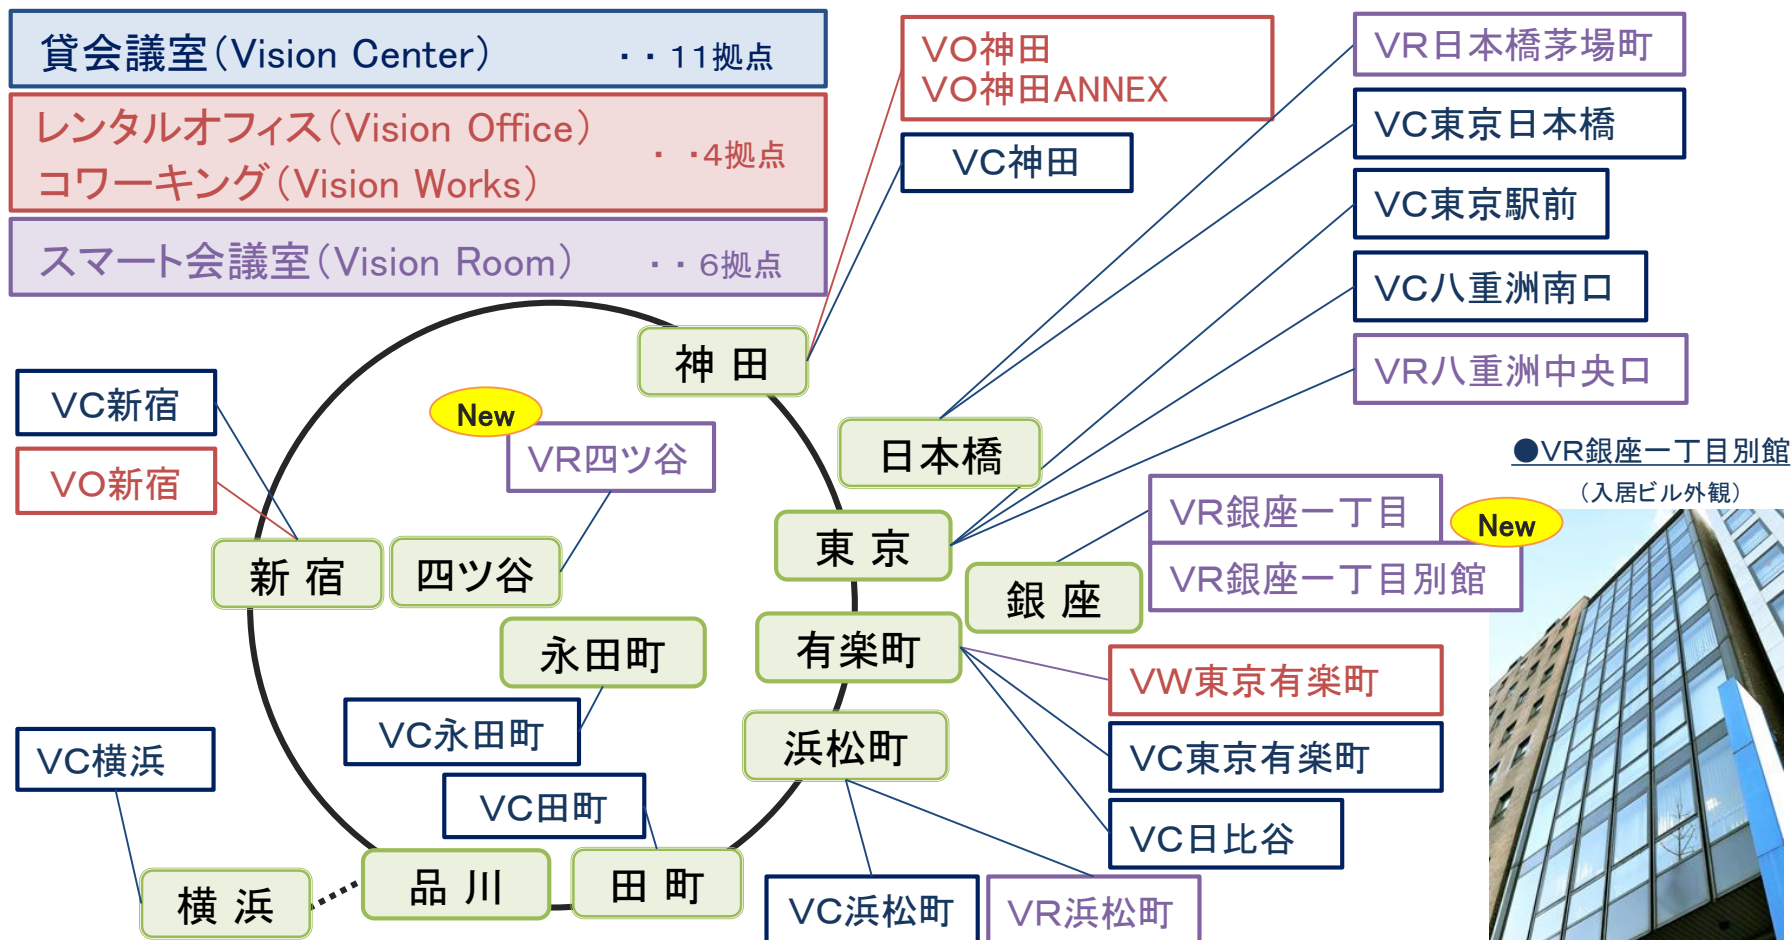 貸会議室(Vision Center) ・・11拠点
レンタルオフィス(Vision Office)
コワーキング(Vision Works)
・・4拠点
スマート会議室(Vision Room) ・・6拠点
VO神田
VO神田ANNEX
VC神田
VR日本橋茅場町
VC東京日本橋
VC東京駅前
VC八重洲南口
VR八重洲中央口
神田
VC新宿
VO新宿
New
VR四ツ谷
日本橋
●VR銀座一丁目別館
(入居ビル外観)
VR銀座一丁目
New
VR銀座一丁目別館
新宿
四ツ谷
東京
銀座
永田町
有楽町
VW東京有楽町
VC永田町
浜松町
VC東京有楽町
VC横浜
VC田町
VC日比谷
横浜
品川
田町
VC浜松町
VR浜松町